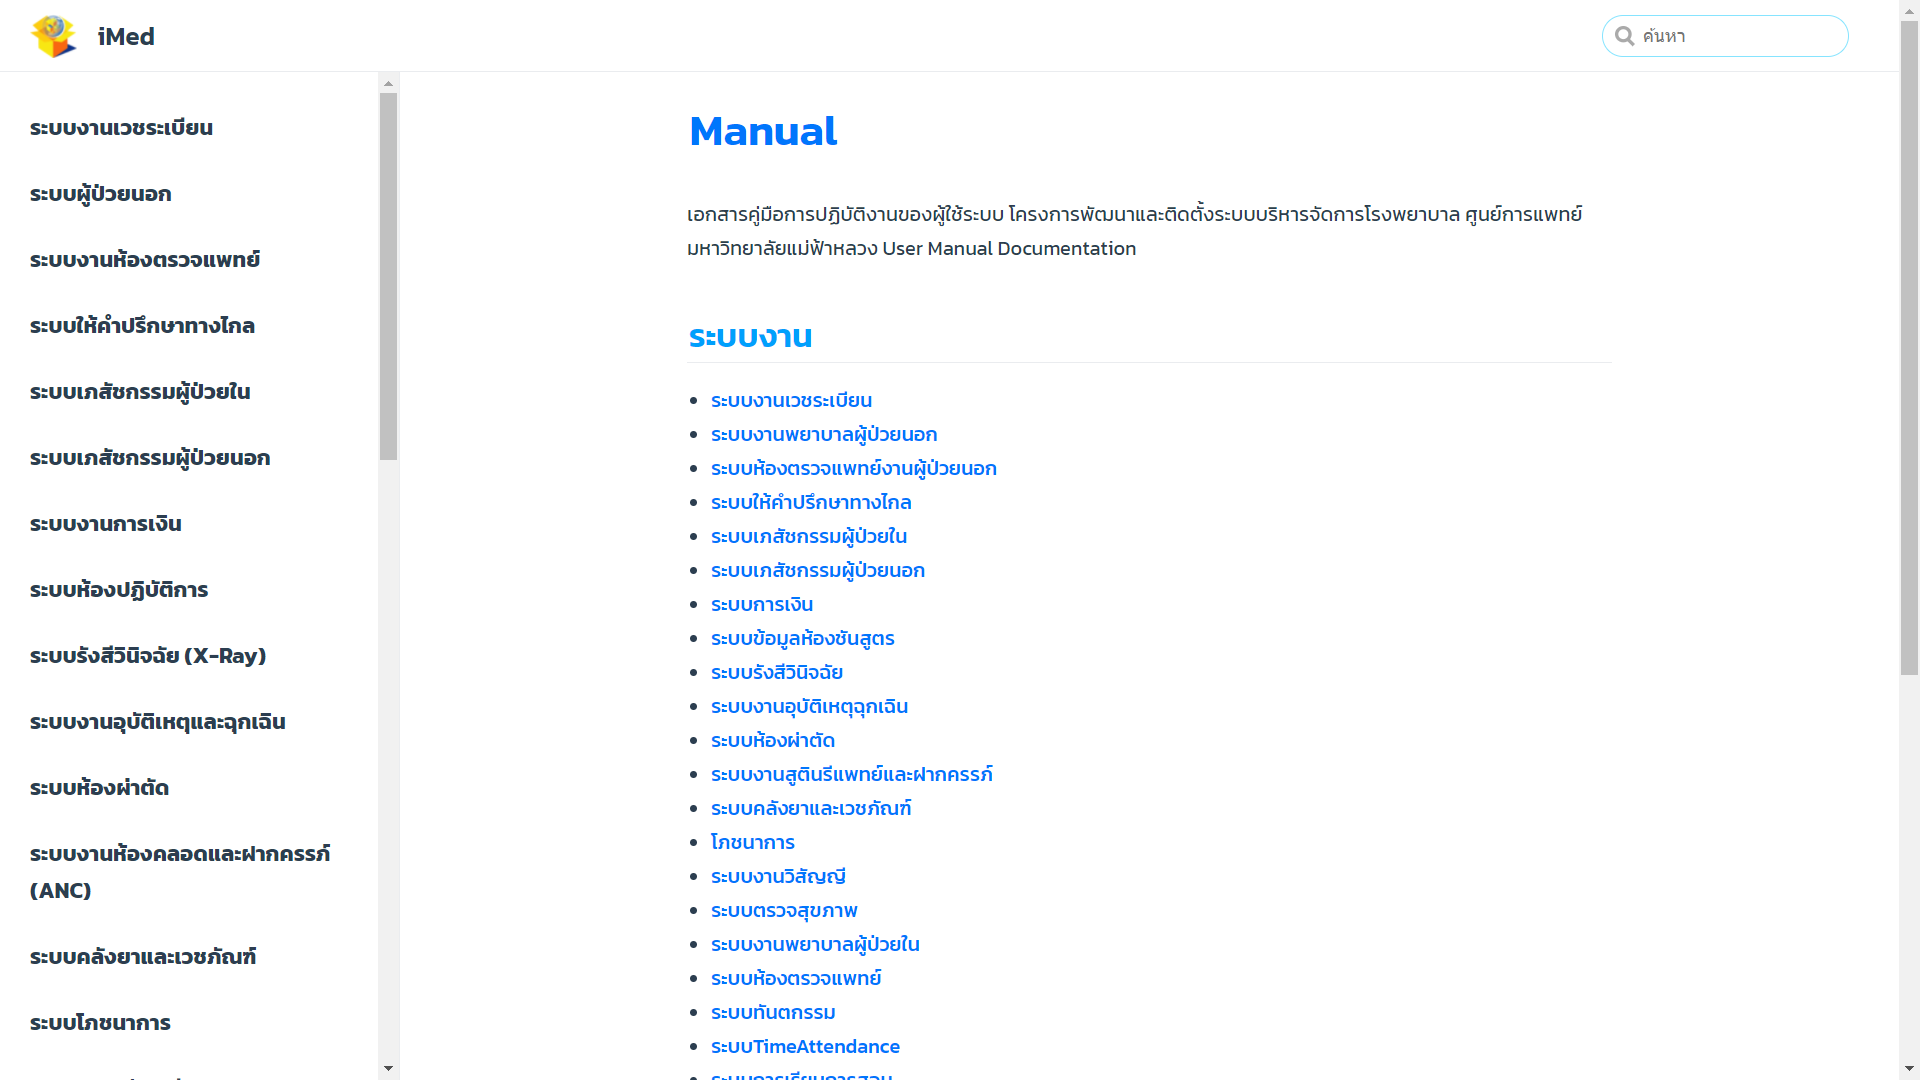 iMed
ค้นหา
ระบบงานเวชระเบียน
ระบบผู้ป่วยนอก
ระบบงานห้องตรวจแพทย์
ระบบให้คำปรึกษาทางไกล
ระบบเภสัชกรรมผู้ป่วยใน
ระบบเภสัชกรรมผู้ป่วยนอก
ระบบงานการเงิน
ระบบห้องปฏิบัติการ
ระบบรังสีวินิจฉัย (X-Ray)
ระบบงานอุบัติเหตุและฉุกเฉิน
ระบบห้องผ่าตัด
ระบบงานห้องคลอดและฝากครรภ์
(ANC)
ระบบคลังยาและเวชภัณฑ์
ระบบโภชนาการ
Manual
เอกสารคู่มือการปฏิบัติงานของผู้ใช้ระบบ โครงการพัฒนาและติดตั้งระบบบริหารจัดการโรงพยาบาล ศูนย์การแพทย์
มหาวิทยาลัยแม่ฟ้าหลวง User Manual Documentation
ระบบงาน
ระบบงานเวชระเบียน
ระบบงานพยาบาลผู้ป่วยนอก
ระบบห้องตรวจแพทย์งานผู้ป่วยนอก
ระบบให้คำปรึกษาทางไกล
ระบบเภสัชกรรมผู้ป่วยใน
ระบบเภสัชกรรมผู้ป่วยนอก
ระบบการเงิน
ระบบข้อมูลห้องชันสูตร
ระบบรังสีวินิจฉัย
ระบบงานอุบัติเหตุฉุกเฉิน
ระบบห้องผ่าตัด
ระบบงานสูตินรีแพทย์และฝากครรภ์
ระบบคลังยาและเวชภัณฑ์
โภชนาการ
ระบบงานวิสัญญี
ระบบตรวจสุขภาพ
ระบบงานพยาบาลผู้ป่วยใน
ระบบห้องตรวจแพทย์
ระบบทันตกรรม
ระบบTimeAttendance
ระบบการเรียนการสอน